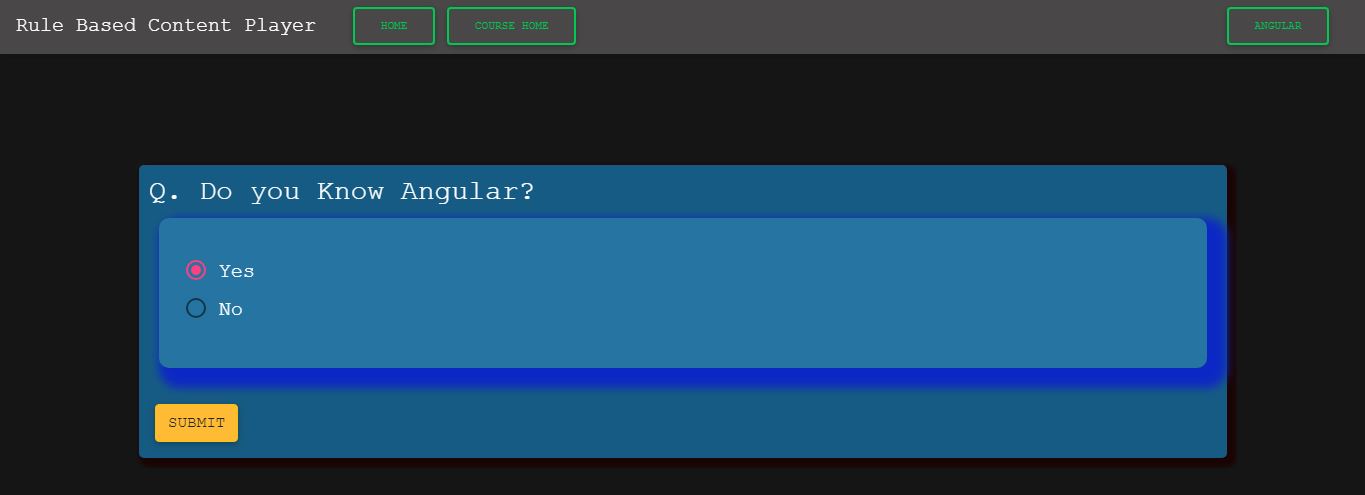 Rule Based Content Player HOME COURSE HOME ANGULAR
Q. Do you Know Angular?
Yes
No
SUBMIT